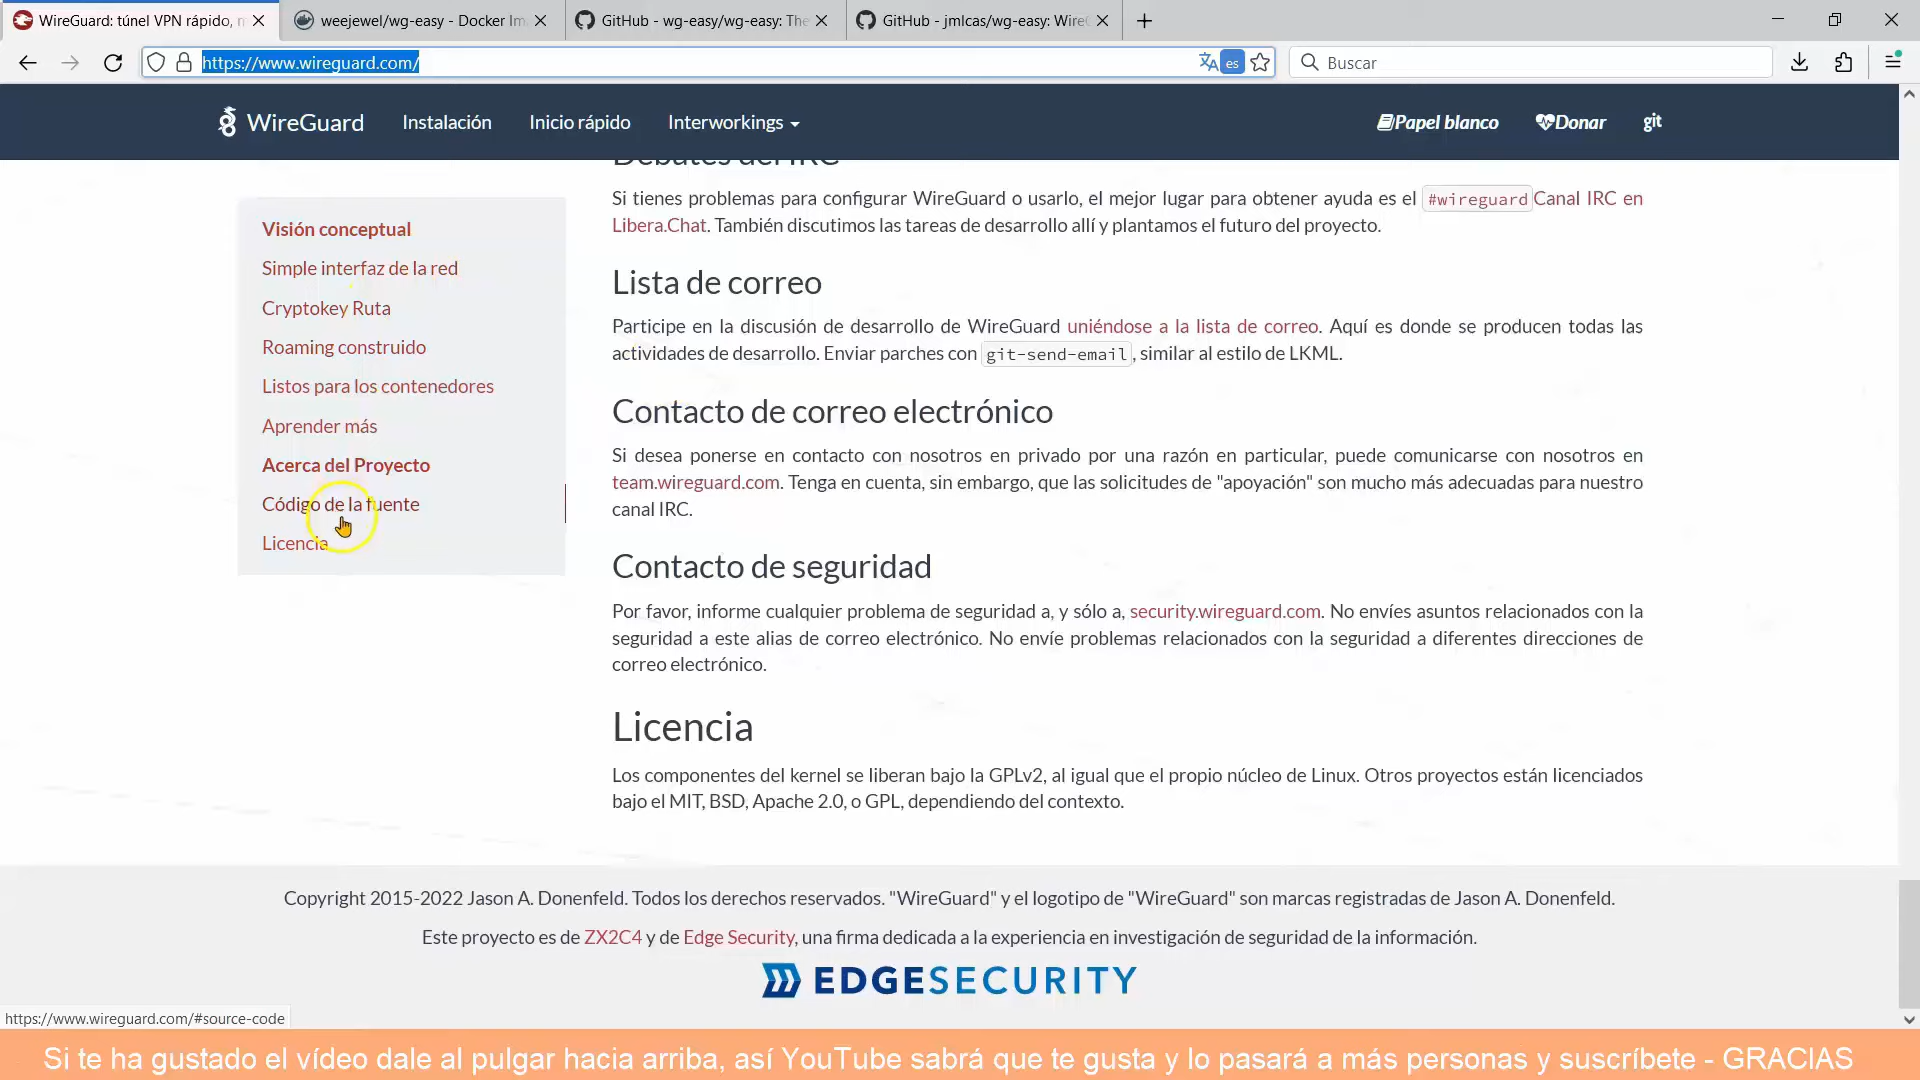 WireGuard: túnel VPN rápido, m
weejewel/wg-easy - Docker Im
GitHub - wg-easy/wg-easy: The
GitHub - jmlcas/wg-easy: Wire
https://www.wireguard.com/
es
Buscar
WireGuard
Instalación
Inicio rápido
Interworkings
Papel blanco
Donar
git
Debates del IRC
Visión conceptual
Simple interfaz de la red
Cryptokey Ruta
Roaming construido
Listos para los contenedores
Aprender más
Acerca del Proyecto
Código de la fuente
Licencia
Si tienes problemas para configurar WireGuard o usarlo, el mejor lugar para obtener ayuda es el #wireguard Canal IRC en
Libera.Chat. También discutimos las tareas de desarrollo allí y plantamos el futuro del proyecto.
Lista de correo
Participe en la discusión de desarrollo de WireGuard uniéndose a la lista de correo. Aquí es donde se producen todas las
actividades de desarrollo. Enviar parches con git-send-email, similar al estilo de LKML.
Contacto de correo electrónico
Si desea ponerse en contacto con nosotros en privado por una razón en particular, puede comunicarse con nosotros en
team.wireguard.com. Tenga en cuenta, sin embargo, que las solicitudes de "apoyación" son mucho más adecuadas para nuestro
canal IRC.
Contacto de seguridad
Por favor, informe cualquier problema de seguridad a, y sólo a, security.wireguard.com. No envíes asuntos relacionados con la
seguridad a este alias de correo electrónico. No envíe problemas relacionados con la seguridad a diferentes direcciones de
correo electrónico.
Licencia
Los componentes del kernel se liberan bajo la GPLv2, al igual que el propio núcleo de Linux. Otros proyectos están licenciados
bajo el MIT, BSD, Apache 2.0, o GPL, dependiendo del contexto.
Copyright 2015-2022 Jason A. Donenfeld. Todos los derechos reservados. "WireGuard" y el logotipo de "WireGuard" son marcas registradas de Jason A. Donenfeld.
Este proyecto es de ZX2C4 y de Edge Security, una firma dedicada a la experiencia en investigación de seguridad de la información.
EDGESECURITY
https://www.wireguard.com/#source-code
Si te ha gustado el vídeo dale al pulgar hacia arriba, así YouTube sabrá que te gusta y lo pasará a más personas y suscríbete - GRACIAS